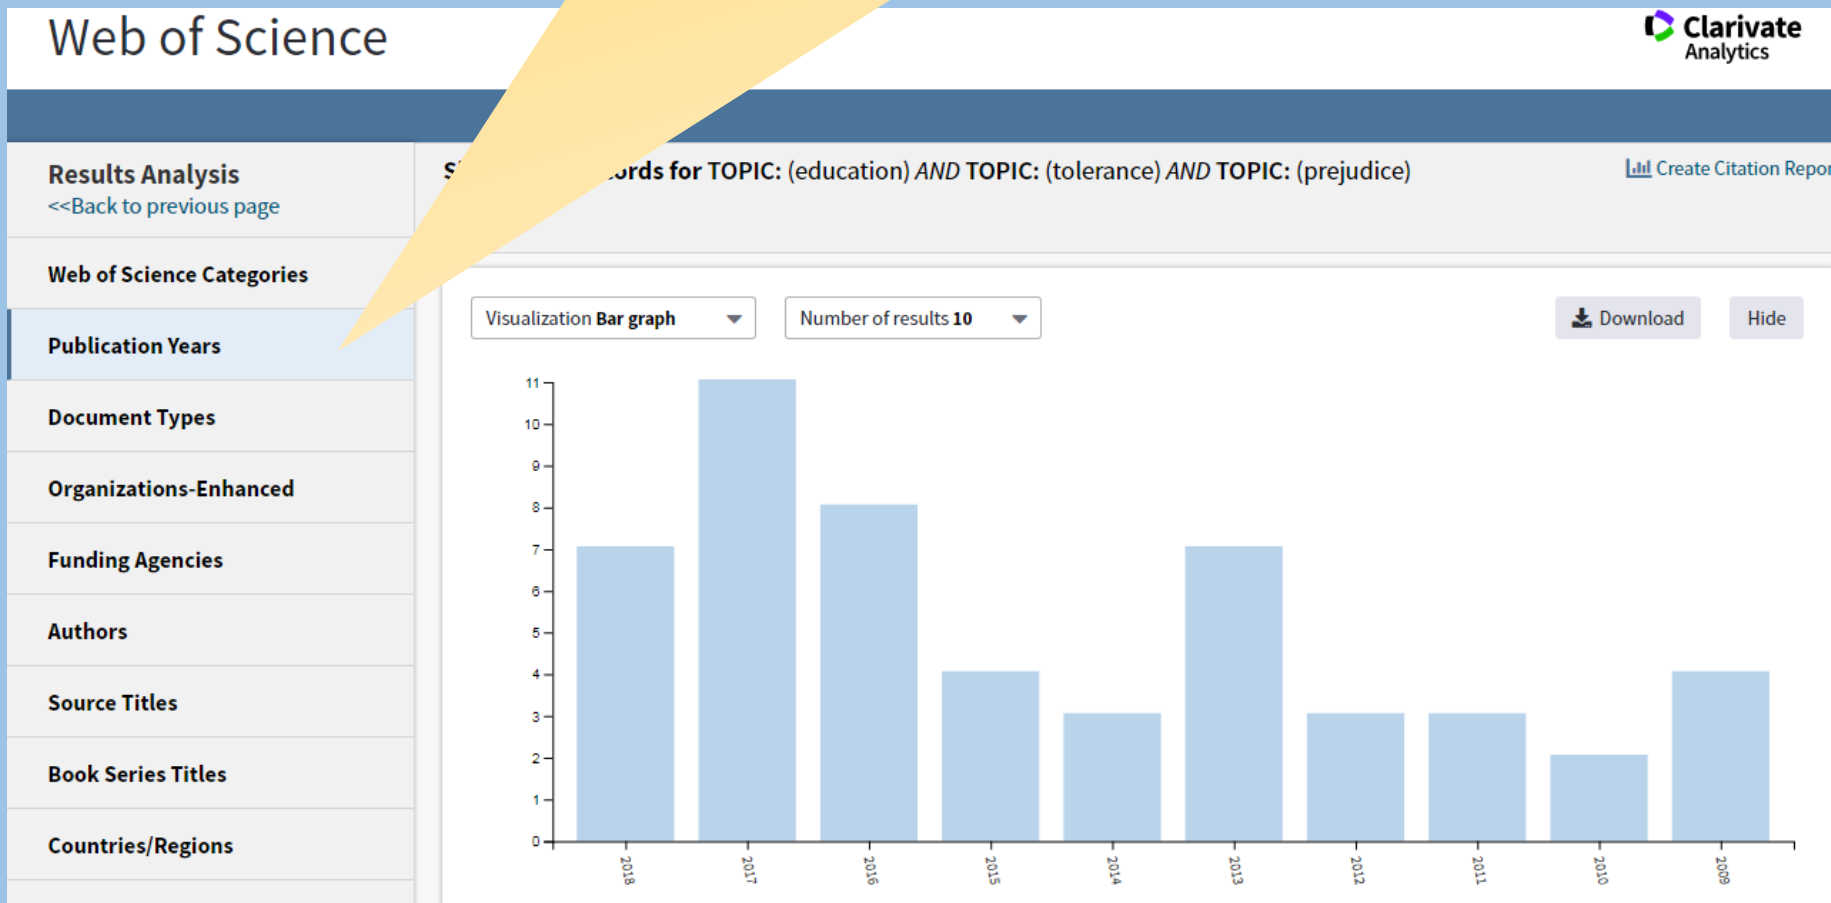 Web of Science
Clarivate
Analytics
Results Analysis
<<Back to previous page
Web of Science Categories
Publication Years
Document Types
Organizations-Enhanced
Funding Agencies
Authors
Source Titles
Book Series Titles
Countries/Regions
for TOPIC: (education) AND TOPIC: (tolerance) AND TOPIC: (prejudice)
Create Citation Repor
Visualization Bar graph
Number of results 10
Download
Hide
11
10
9
8
7
6
5
4
3
2
1
0
2018
2017
2016
2015
2014
2013
2012
2011
2010
2009